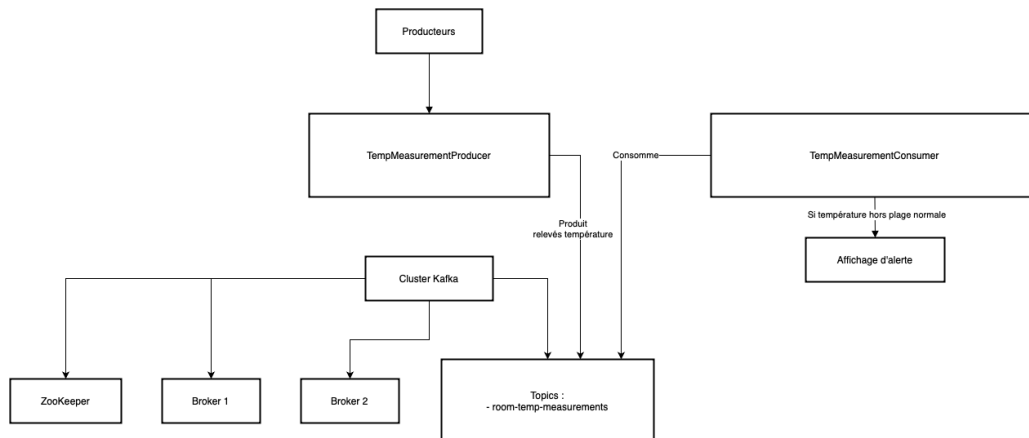 Producteurs
TempMeasurementProducer
Consomme
TempMeasurementConsumer
Si température hors plage normale
Produit
relevés température
Affichage d'alerte
Cluster Kafka
ZooKeeper
Broker 1
Broker 2
Topics :
- room-temp-measurements